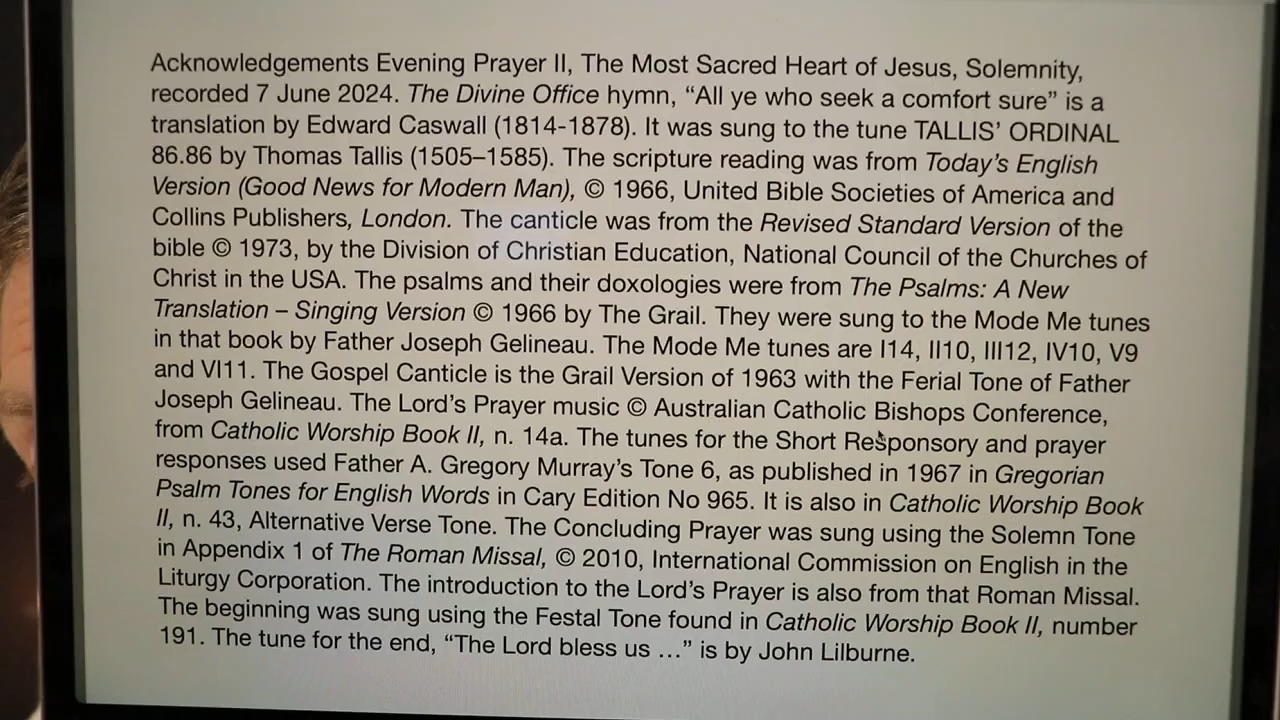 Acknowledgements Evening Prayer II, The Most Sacred Heart of Jesus, Solemnity,
recorded 7 June 2024. The Divine Office hymn, “All ye who seek a comfort sure” is a
translation by Edward Caswall (1814-1878). It was sung to the tune TALLIS’ ORDINAL
86.86 by Thomas Tallis (1505–1585). The scripture reading was from Today’s English
Version (Good News for Modern Man), © 1966, United Bible Societies of America and
Collins Publishers, London. The canticle was from the Revised Standard Version of the
bible © 1973, by the Division of Christian Education, National Council of the Churches of
Christ in the USA. The psalms and their doxologies were from The Psalms: A New
Translation – Singing Version © 1966 by The Grail. They were sung to the Mode Me tunes
in that book by Father Joseph Gelineau. The Mode Me tunes are I14, II10, III12, IV10, V9
and VI11. The Gospel Canticle is the Grail Version of 1963 with the Ferial Tone of Father
Joseph Gelineau. The Lord’s Prayer music © Australian Catholic Bishops Conference,
from Catholic Worship Book II, n. 14a. The tunes for the Short Responsory and prayer
responses used Father A. Gregory Murray’s Tone 6, as published in 1967 in Gregorian
Psalm Tones for English Words in Cary Edition No 965. It is also in Catholic Worship Book
II, n. 43, Alternative Verse Tone. The Concluding Prayer was sung using the Solemn Tone
in Appendix 1 of The Roman Missal, © 2010, International Commission on English in the
Liturgy Corporation. The introduction to the Lord’s Prayer is also from that Roman Missal.
The beginning was sung using the Festal Tone found in Catholic Worship Book II, number
191. The tune for the end, “The Lord bless us …” is by John Lilburne.